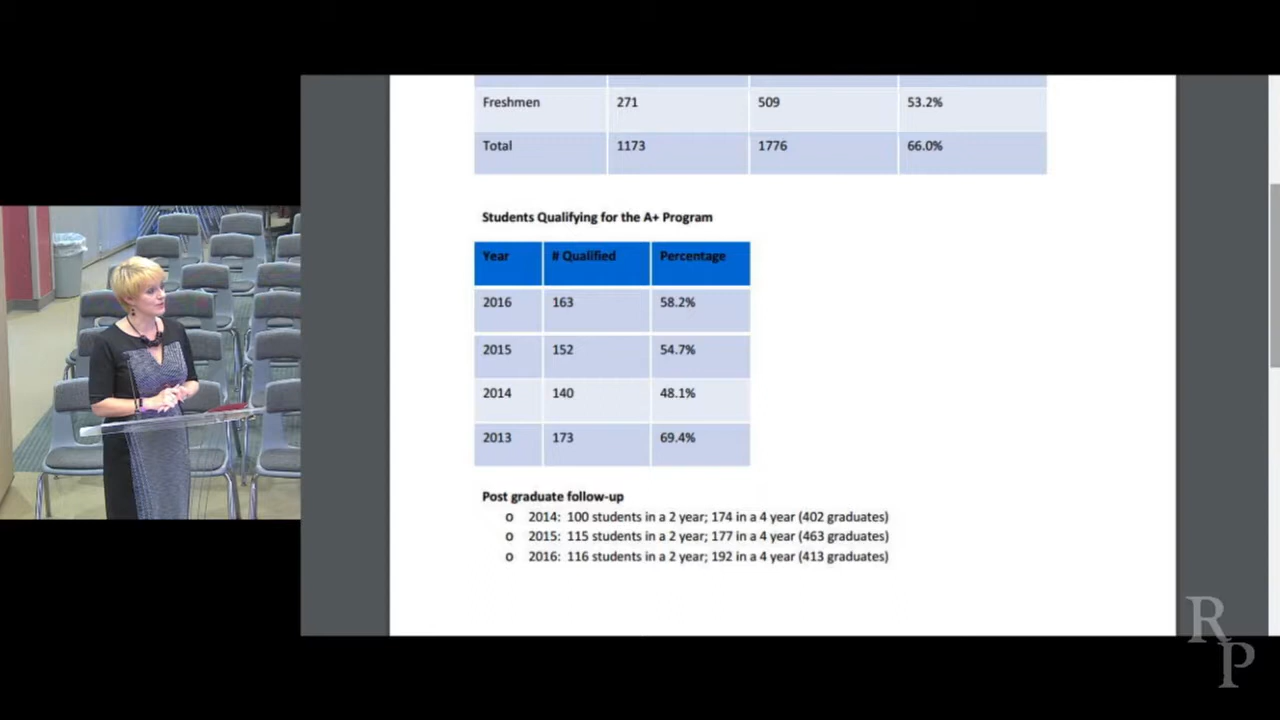 Freshmen 271 509 53.2%
Total 1173 1776 66.0%
Students Qualifying for the A+ Program
Year # Qualified Percentage
2016 163 58.2%
2015 152 54.7%
2014 140 48.1%
2013 173 69.4%
Post graduate follow-up
o 2014: 100 students in a 2 year; 174 in a 4 year (402 graduates)
o 2015: 115 students in a 2 year; 177 in a 4 year (463 graduates)
o 2016: 116 students in a 2 year; 192 in a 4 year (413 graduates)
RP